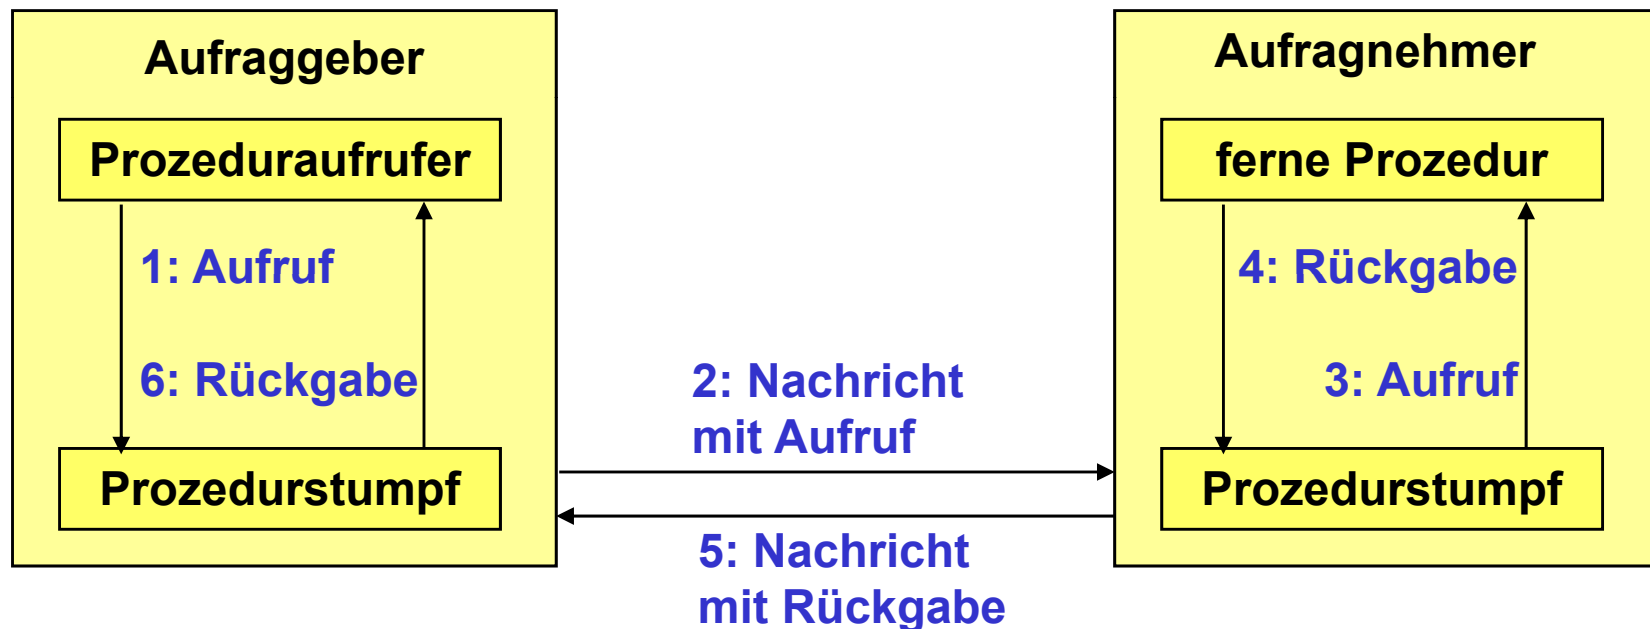 Aufraggeber
Prozeduraufrufer
1: Aufruf
6: Rückgabe
Prozedurstumpf
2: Nachricht
mit Aufruf
5: Nachricht
mit Rückgabe
Aufragnehmer
ferne Prozedur
4: Rückgabe
3: Aufruf
Prozedurstumpf